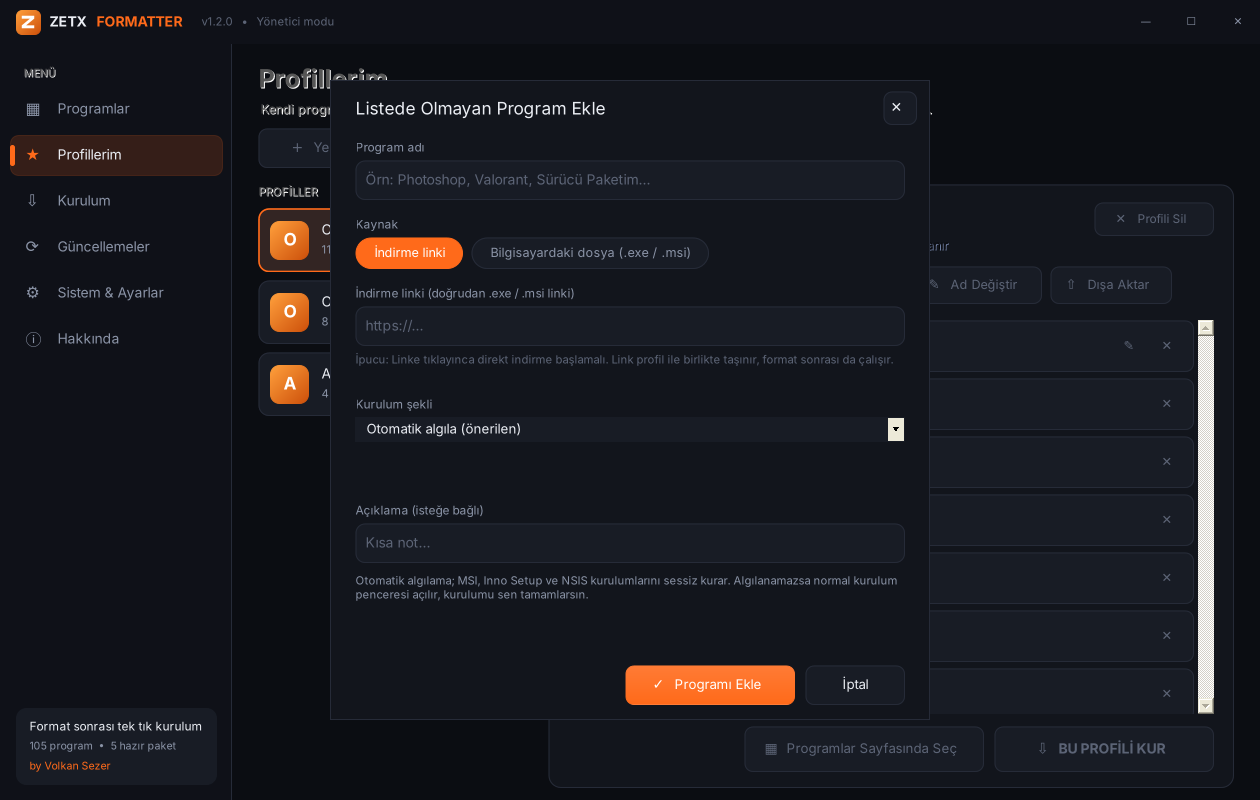 ZETX FORMATTER v1.2.0 • Yönetici modu
MENÜ
Programlar
Profillerim
Kurulum
Güncellemeler
Sistem & Ayarlar
Hakkında
Format sonrası tek tık kurulum
105 program • 5 hazır paket
by Volkan Sezer
Profillerim
Kendi
PROFİLLER
O
O
8
A
A
4
Listede Olmayan Program Ekle
Program adı
Örn: Photoshop, Valorant, Sürücü Paketim...
Kaynak
İndirme linki
Bilgisayardaki dosya (.exe / .msi)
İndirme linki (doğrudan .exe / .msi linki)
https://...
İpucu: Linke tıklayınca direkt indirme başlamalı. Link profil ile birlikte taşınır, format sonrası da çalışır.
Kurulum şekli
Otomatik algıla (önerilen)
Açıklama (isteğe bağlı)
Kısa not...
Otomatik algılama; MSI, Inno Setup ve NSIS kurulumlarını sessiz kurar. Algılanamazsa normal kurulum
penceresi açılır, kurulumu sen tamamlarsın.
Programı Ekle
İptal
Profili Sil
Ad Değiştir
Dışa Aktar
Programlar Sayfasında Seç
BU PROFİLİ KUR